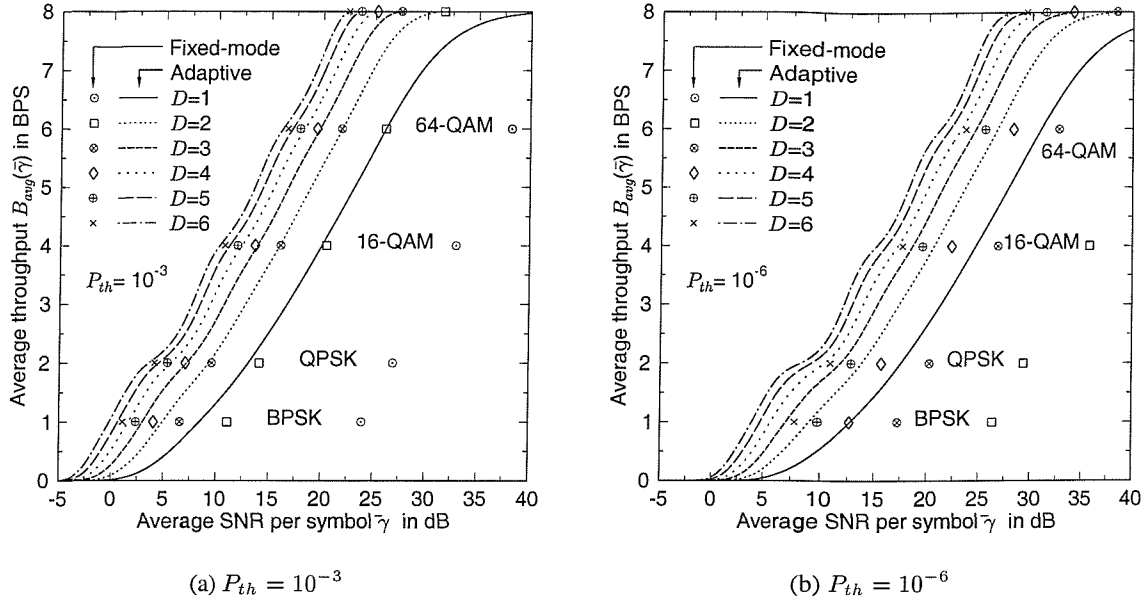 Average throughput B_avg(γ̄) in BPS
8
7
6
5
4
3
2
1
0
Fixed-mode
Adaptive
D=1
D=2
D=3
D=4
D=5
D=6
P_th= 10^-3
64-QAM
16-QAM
QPSK
BPSK
-5 0 5 10 15 20 25 30 35 40
Average SNR per symbol γ̄ in dB
(a) P_th = 10^−3
Average throughput B_avg(γ̄) in BPS
8
7
6
5
4
3
2
1
0
Fixed-mode
Adaptive
D=1
D=2
D=3
D=4
D=5
D=6
P_th= 10^-6
64-QAM
16-QAM
QPSK
BPSK
-5 0 5 10 15 20 25 30 35 40
Average SNR per symbol γ̄ in dB
(b) P_th = 10^−6